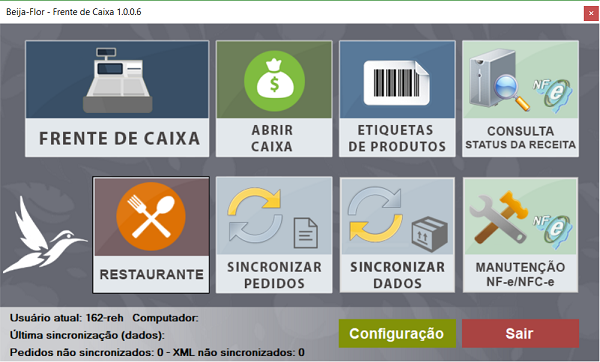 Beija-Flor - Frente de Caixa 1.0.0.6
FRENTE DE CAIXA
ABRIR
CAIXA
ETIQUETAS
DE PRODUTOS
NF-e
CONSULTA
STATUS DA RECEITA
RESTAURANTE
SINCRONIZAR
PEDIDOS
SINCRONIZAR
DADOS
NF-e
MANUTENÇÃO
NF-e/NFC-e
Usuário atual: 162-reh Computador:
Última sincronização (dados):
Pedidos não sincronizados: 0 - XML não sincronizados: 0
Configuração
Sair